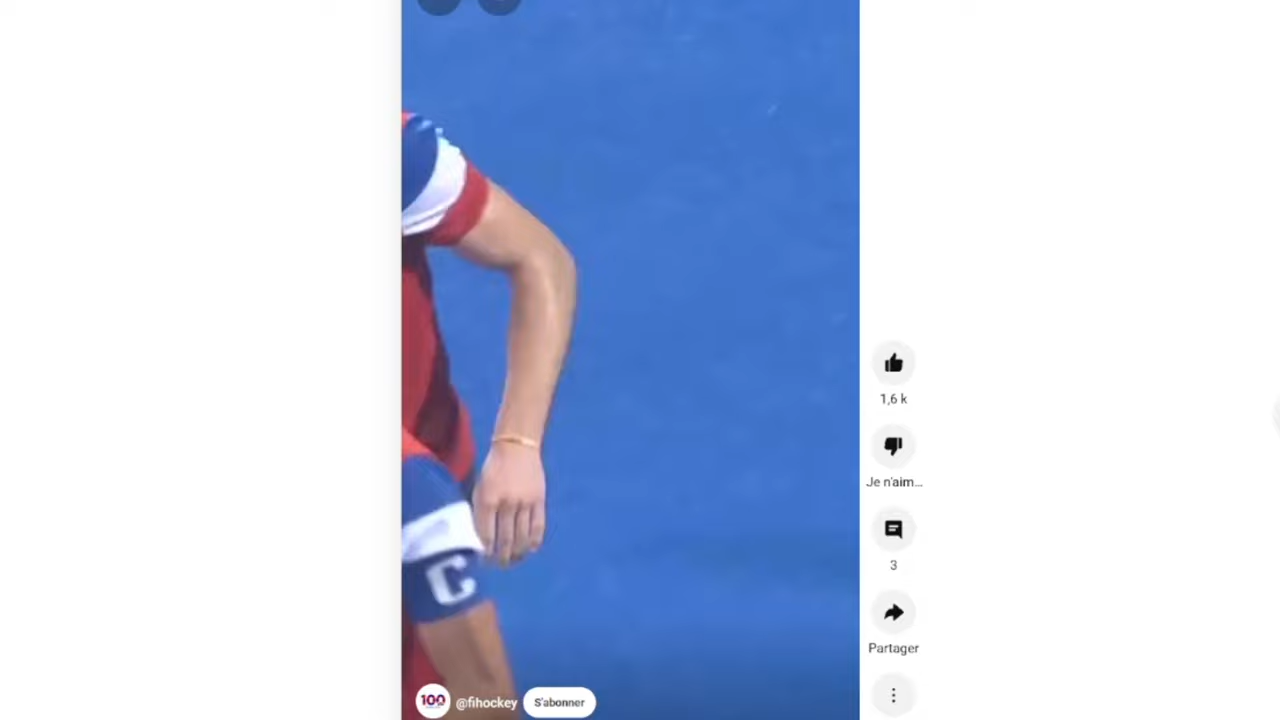 C
1,6 k
Je n'aim...
3
Partager
100
@fihockey
S'abonner